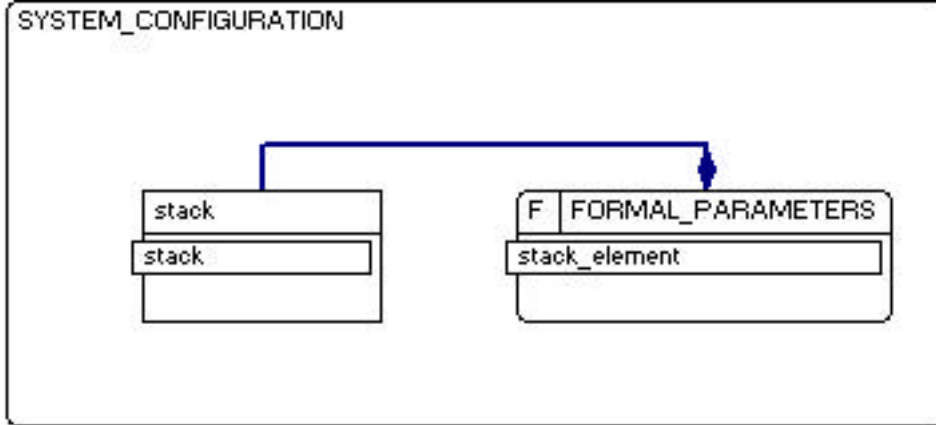 SYSTEM_CONFIGURATION
stack
F FORMAL_PARAMETERS
stack
stack_element